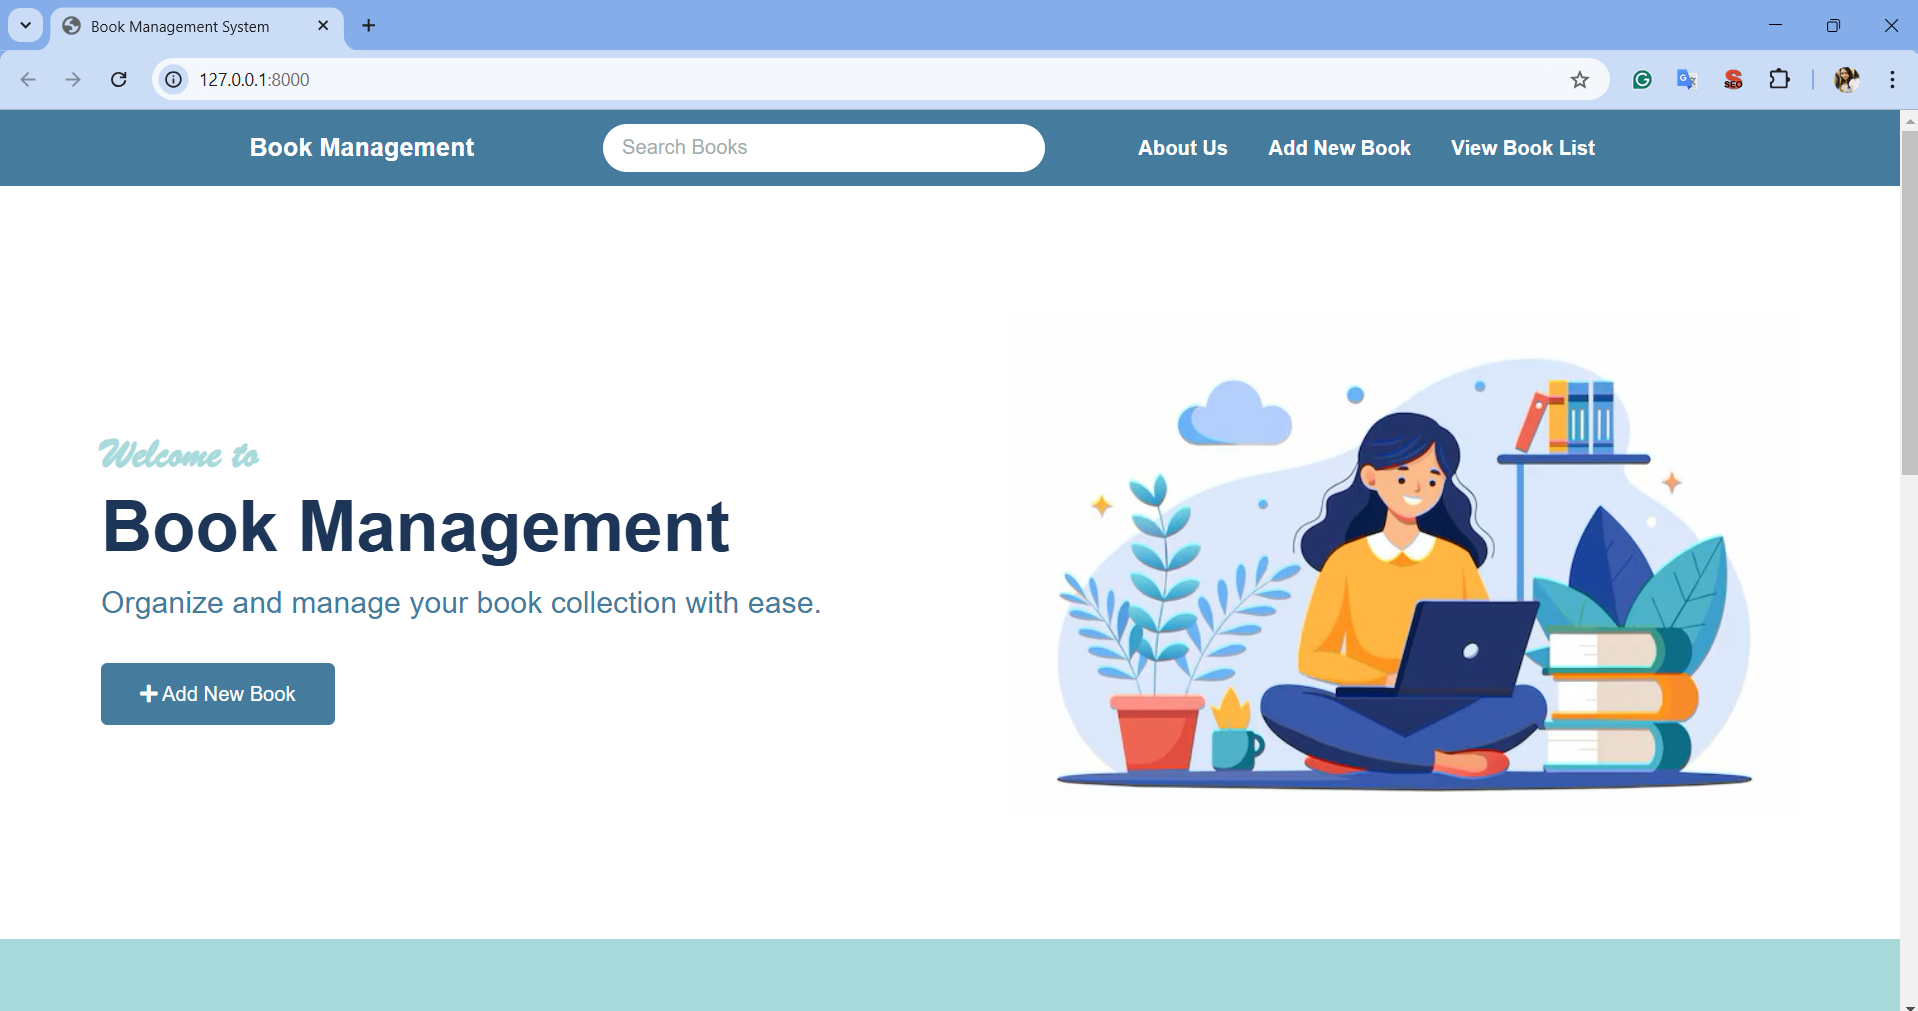 Book Management System
127.0.0.1:8000
SEO
Book Management
Search Books
About Us
Add New Book
View Book List
Welcome to
Book Management
Organize and manage your book collection with ease.
Add New Book